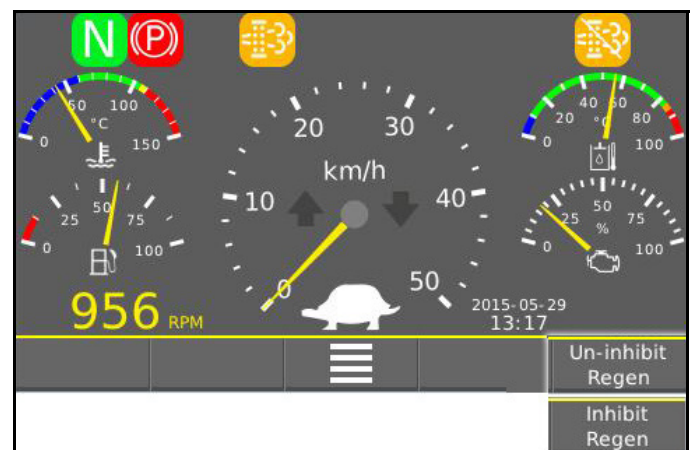 N (P)
50 100
°C
0 150
20 30
km/h
10 40
0 50
40 60
20 °C 80
0 100
50
25 75
0 100
50
25 75
%
0 100
956 RPM
2015-05-29
13:17
Un-inhibit
Regen
Inhibit
Regen